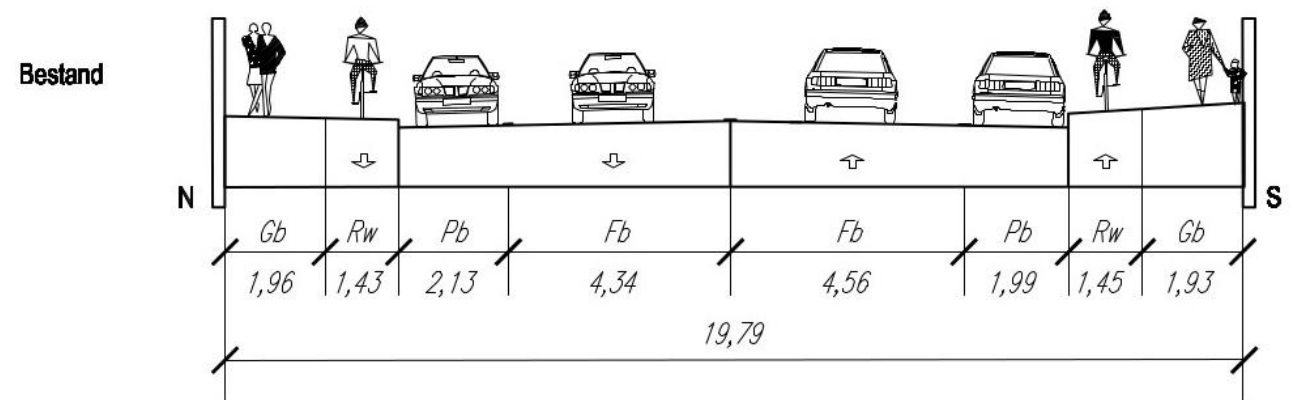 Bestand
N
S
Gb Rw Pb Fb Fb Pb Rw Gb
1,96 1,43 2,13 4,34 4,56 1,99 1,45 1,93
19,79